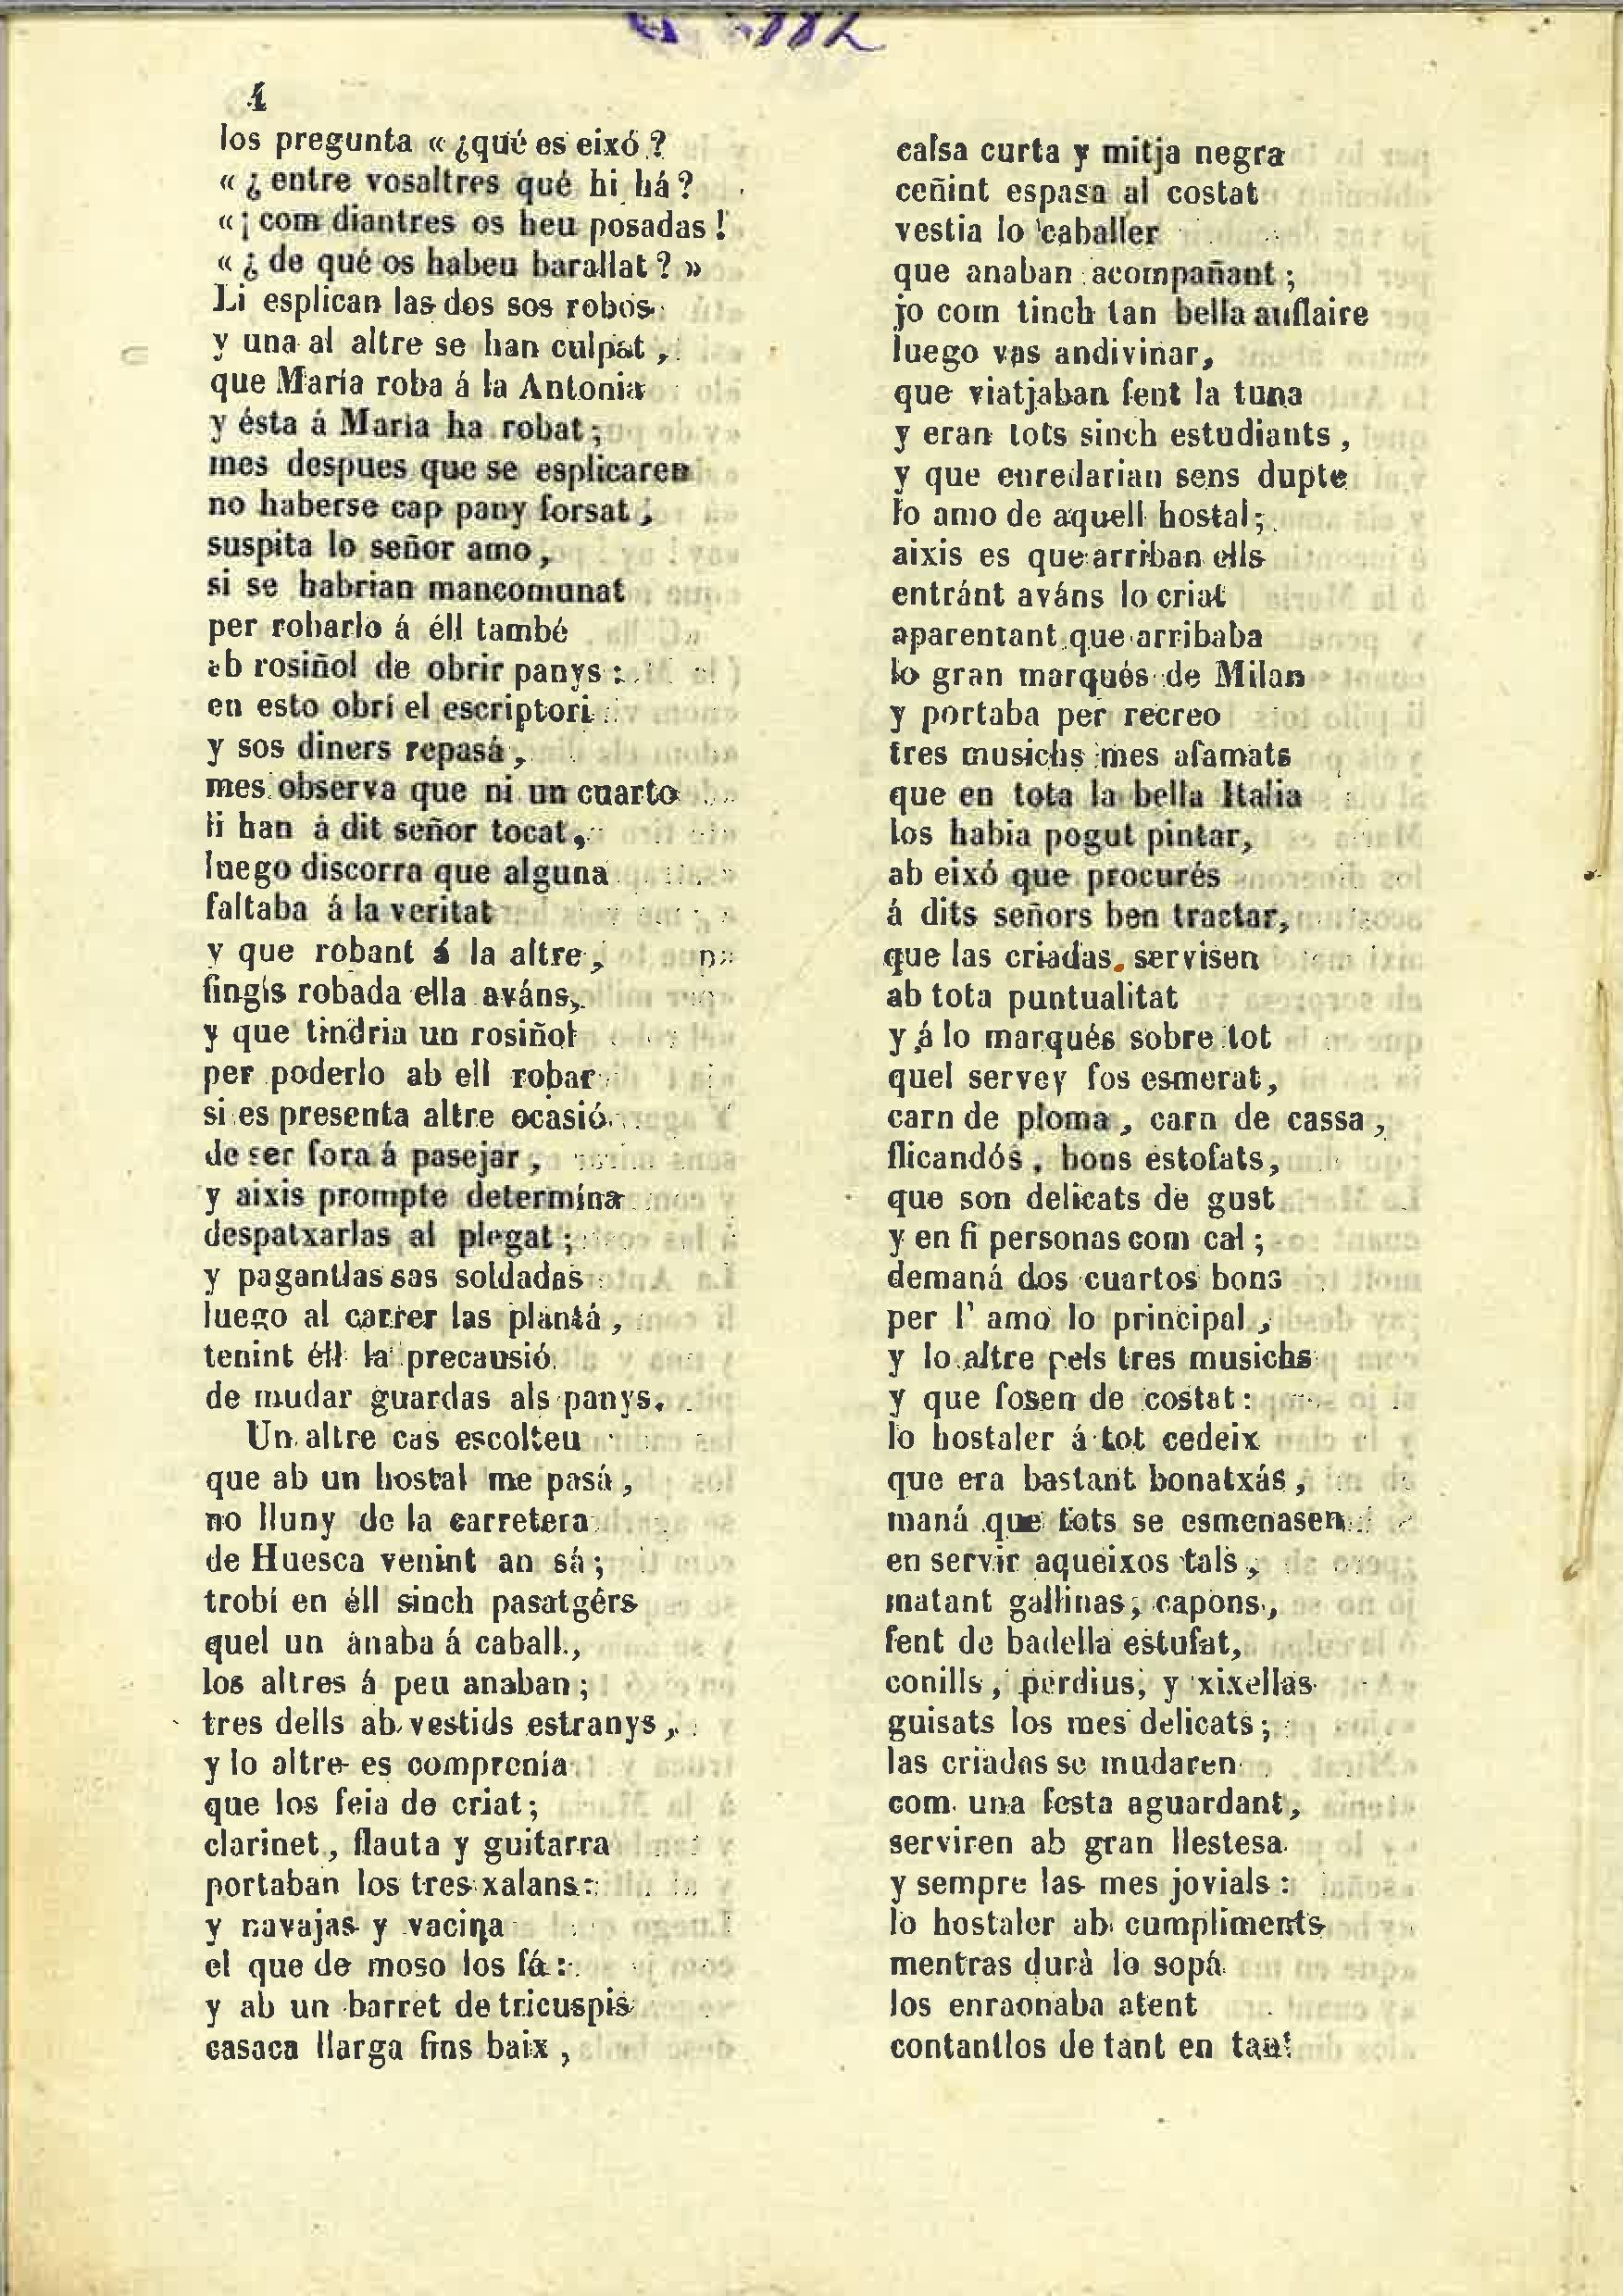 882
4
los pregunta « ¿qué es eixó?
« ¿ entre vosaltres qué hi há?
« ¡ com diantres os heu posadas!
« ¿ de qué os habeu barallat? »
Li esplican las dos sos robos
y una al altre se han culpat,
que María roba á la Antonia
y ésta á Maria ha robat;
mes despues que se esplicaren
no haberse cap pany forsat,
suspita lo señor amo,
si se habrian mancomunat
per robarlo á éll també
ab rosiñol de obrir panys:
en esto obrí el escriptori
y sos diners repasá,
mes observa que ni un cuarto
li han á dit señor tocat,
luego discorra que alguna
faltaba á la veritat
y que robant á la altre,
fingís robada ella aváns,
y que tindria un rosiñol
per poderlo ab ell robar
si es presenta altre ocasió
de ser fora á pasejar,
y aixis prompte determína
despatxarlas al plegat;
y pagantlas sas soldadas
luego al carrer las plantá,
tenint éll la precausió
de mudar guardas als panys.
Un altre cas escolteu
que ab un hostal me pasá,
no lluny de la carretera
de Huesca venint an sá;
trobí en éll sinch pasatgérs
quel un anaba á caball,
los altres á peu anaban;
tres dells ab vestids estranys,
y lo altre es comprenía
que los feia de criat;
clarinet, flauta y guitarra
portaban los tres xalans:
y navajas y vacina
el que de moso los fá:
y ab un barret de tricuspis
casaca llarga fins baix,
calsa curta y mitja negra
ceñint espasa al costat
vestia lo caballer
que anaban acompañant;
jo com tinch tan bella auflaire
luego vas andivinar,
que viatjaban fent la tuna
y eran tots sinch estudiants,
y que enredarian sens dupte
lo amo de aquell hostal;
aixis es que arriban ells
entránt aváns lo criat
aparentant que arribaba
lo gran marqués de Milan
y portaba per recreo
tres musichs mes afamats
que en tota la bella Italia
los habia pogut pintar,
ab eixó que procurés
á dits señors ben tractar,
que las criadas servisen
ab tota puntualitat
y á lo marqués sobre tot
quel servey fos esmerat,
carn de ploma, carn de cassa,
flicandós, bons estofats,
que son delicats de gust
y en fi personas com cal;
demaná dos cuartos bons
per l' amo lo principal,
y lo altre pels tres musichs
y que fosen de costat:
lo hostaler á tot cedeix
que era bastant bonatxás,
maná que tots se esmenasen
en servir aqueixos tals,
matant gallinas, capons,
fent de badella estufat,
conills, perdius, y xixellas
guisats los mes delicats;
las criadas se mudaren
com una festa aguardant,
serviren ab gran llestesa
y sempre las mes jovials:
lo hostaler ab cumpliments
mentras durà lo sopá
los enraonaba atent
contantlos de tant en tant